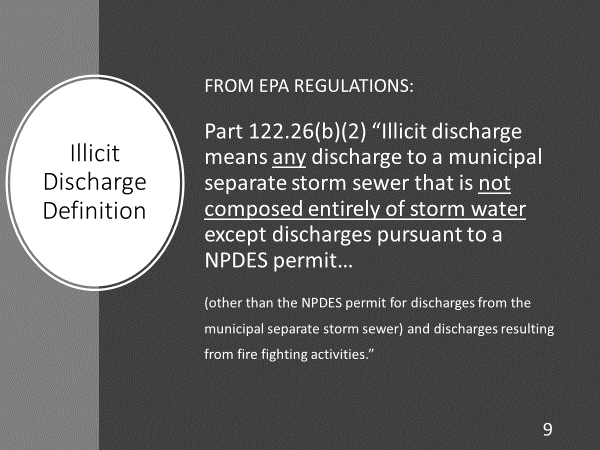 Illicit
Discharge
Definition
FROM EPA REGULATIONS:
Part 122.26(b)(2) “Illicit discharge
means any discharge to a municipal
separate storm sewer that is not
composed entirely of storm water
except discharges pursuant to a
NPDES permit…
(other than the NPDES permit for discharges from the
municipal separate storm sewer) and discharges resulting
from fire fighting activities.”
9